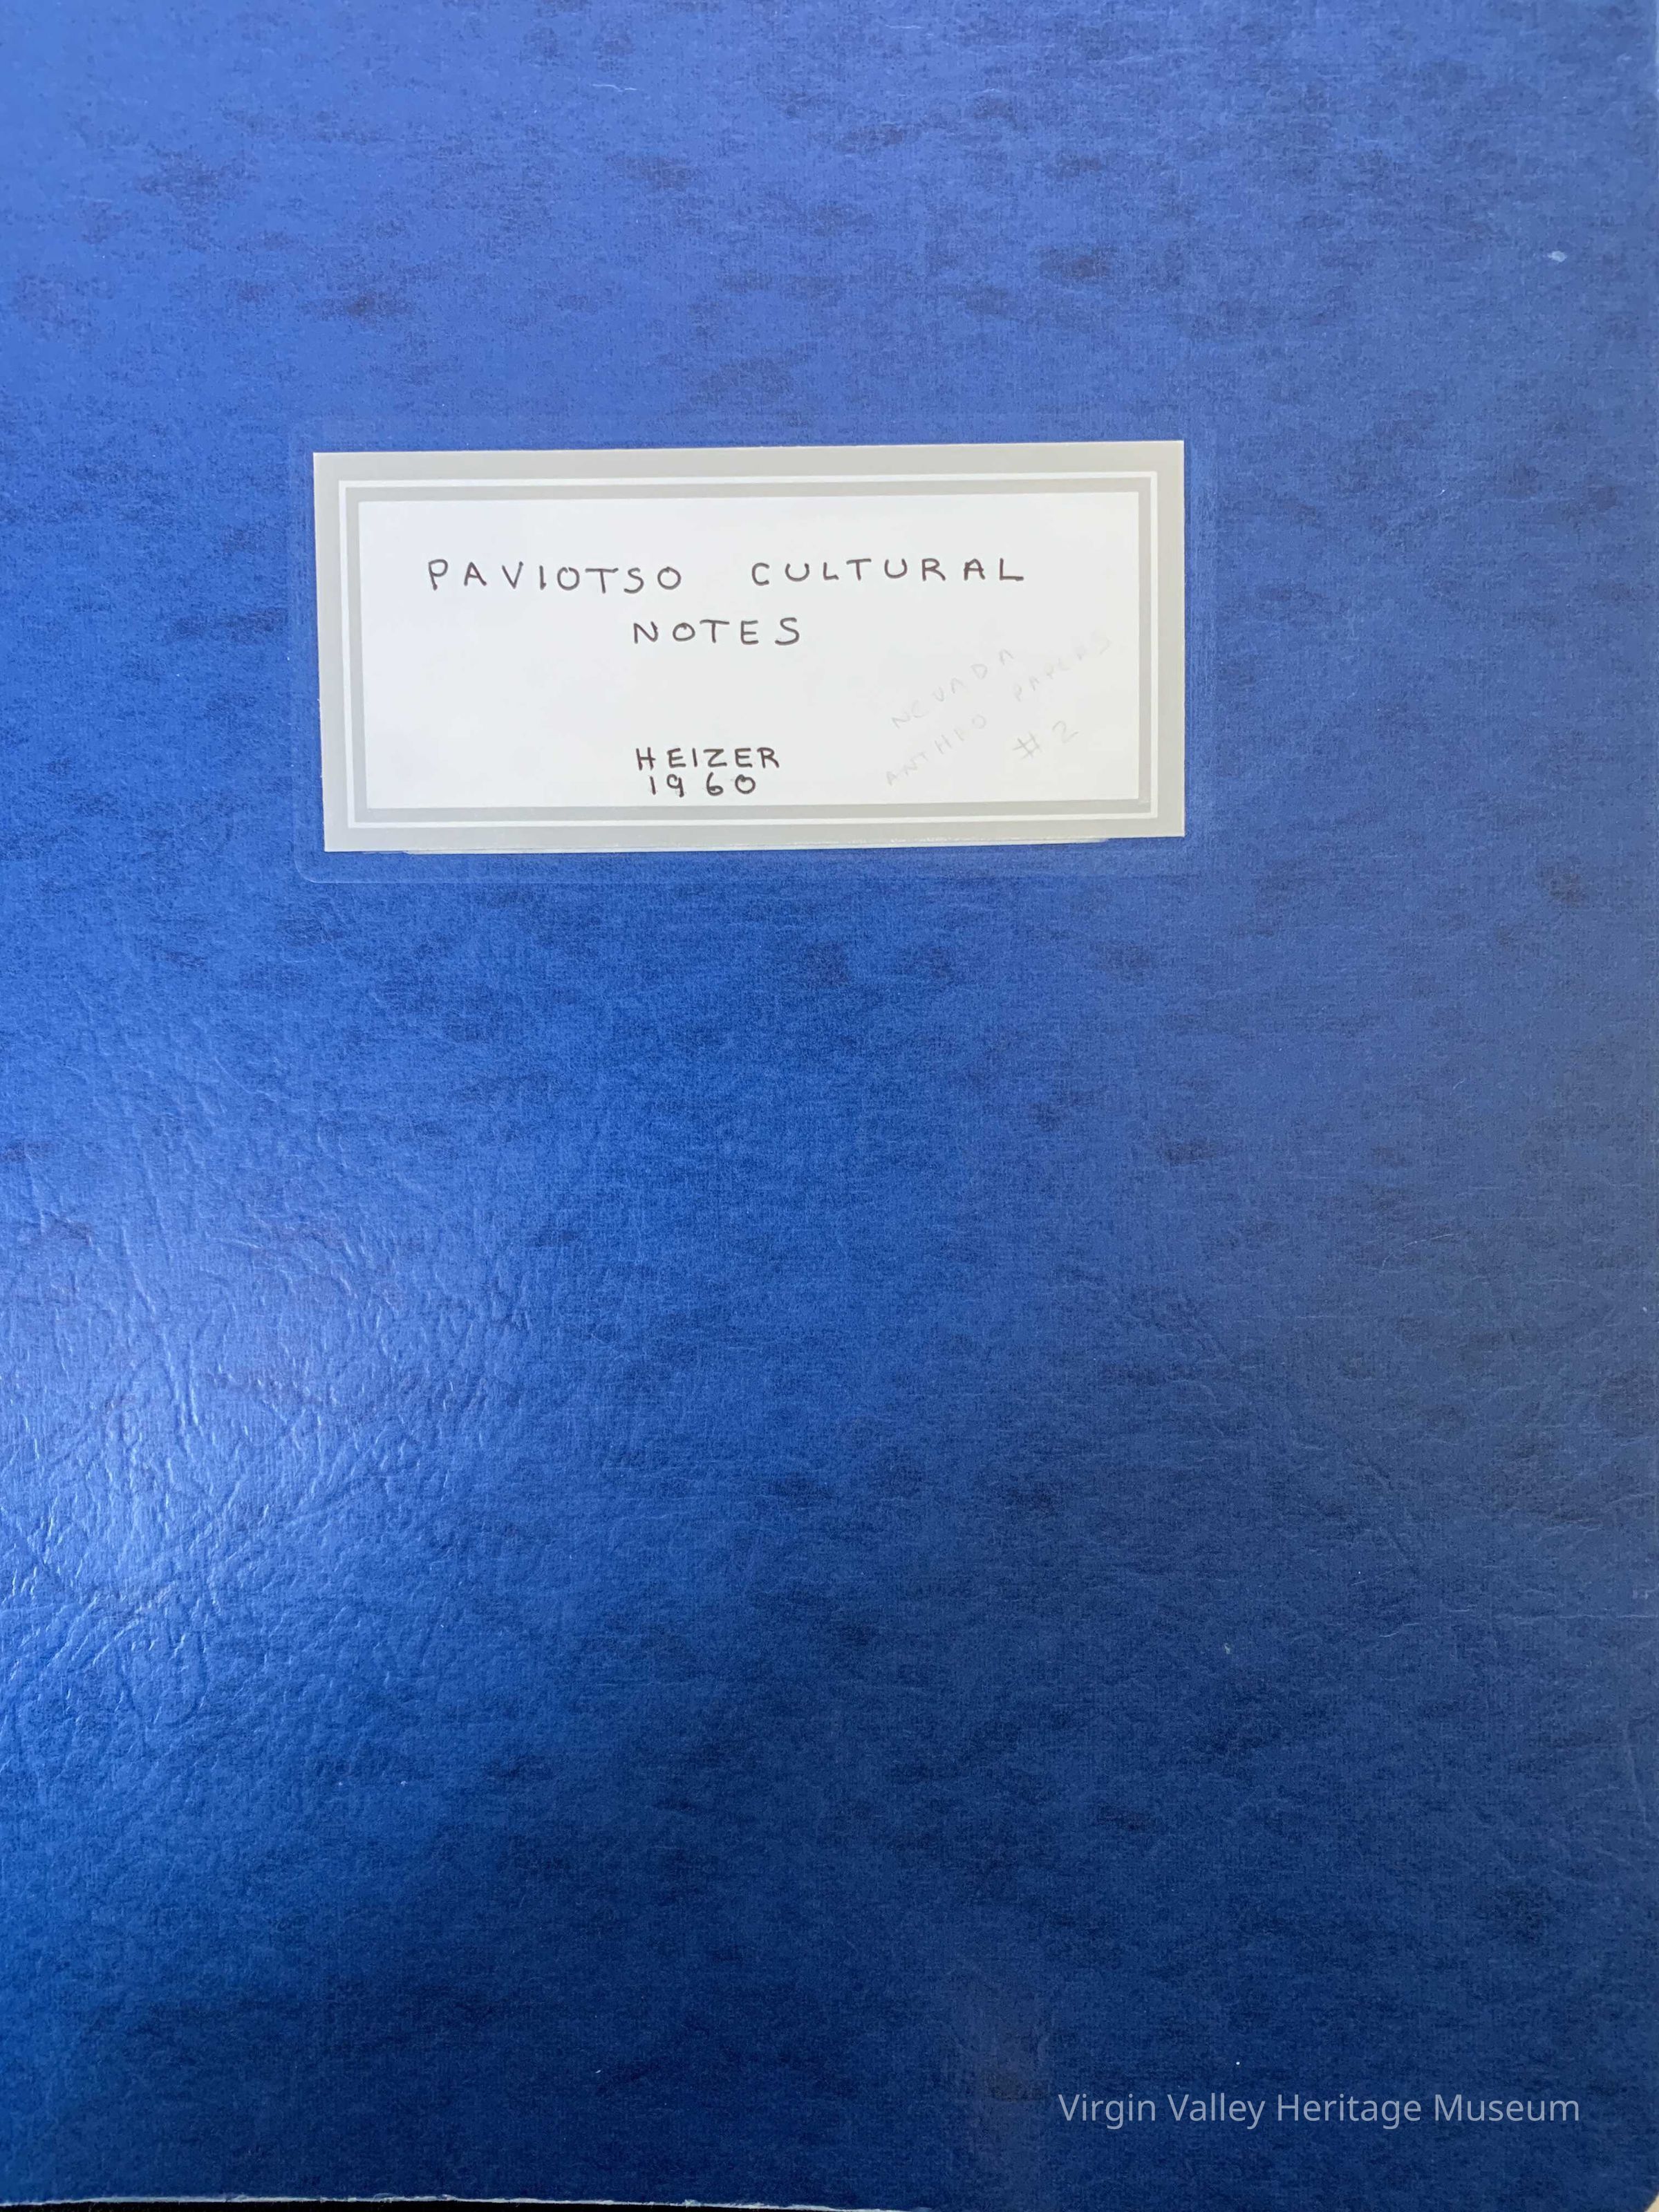 PAVIOTSO CULTURAL
NOTES
NEVADA
ANTHRO PAPERS
#2
HEIZER
1960
Virgin Valley Heritage Museum